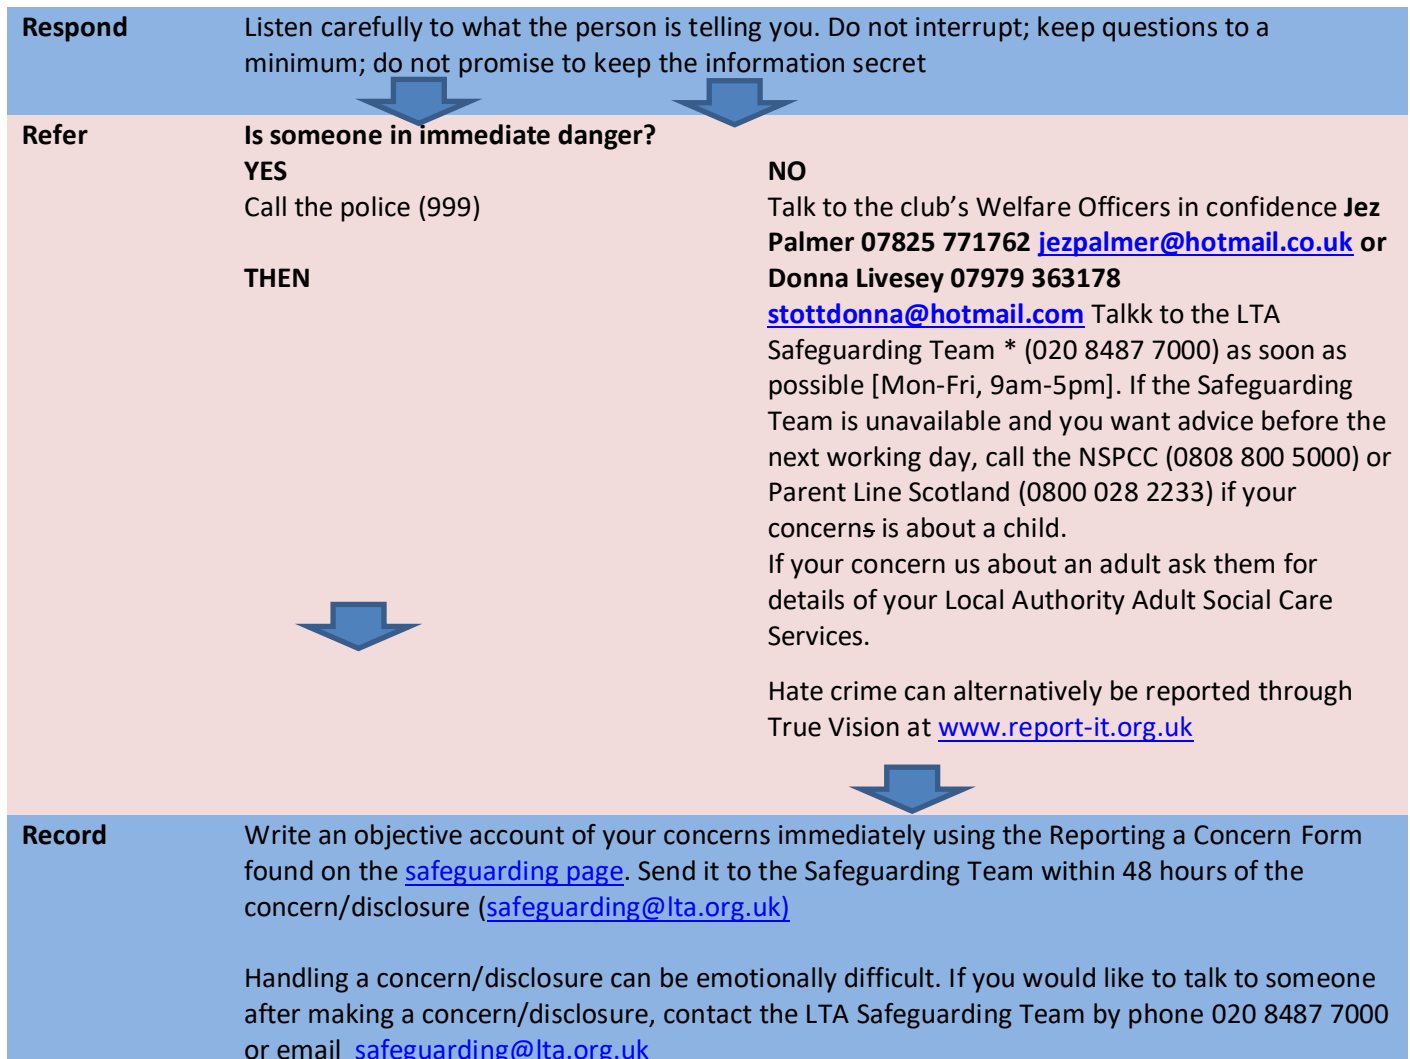 Respond
Listen carefully to what the person is telling you. Do not interrupt; keep questions to a
minimum; do not promise to keep the information secret
Refer
Is someone in immediate danger?
YES
Call the police (999)
THEN
NO
Talk to the club’s Welfare Officers in confidence Jez
Palmer 07825 771762 jezpalmer@hotmail.co.uk or
Donna Livesey 07979 363178
stottdonna@hotmail.com Talkk to the LTA
Safeguarding Team * (020 8487 7000) as soon as
possible [Mon-Fri, 9am-5pm]. If the Safeguarding
Team is unavailable and you want advice before the
next working day, call the NSPCC (0808 800 5000) or
Parent Line Scotland (0800 028 2233) if your
concerns is about a child.
If your concern us about an adult ask them for
details of your Local Authority Adult Social Care
Services.
Hate crime can alternatively be reported through
True Vision at www.report-it.org.uk
Record
Write an objective account of your concerns immediately using the Reporting a Concern Form
found on the safeguarding page. Send it to the Safeguarding Team within 48 hours of the
concern/disclosure (safeguarding@lta.org.uk)
Handling a concern/disclosure can be emotionally difficult. If you would like to talk to someone
after making a concern/disclosure, contact the LTA Safeguarding Team by phone 020 8487 7000
or email safeguarding@lta.org.uk